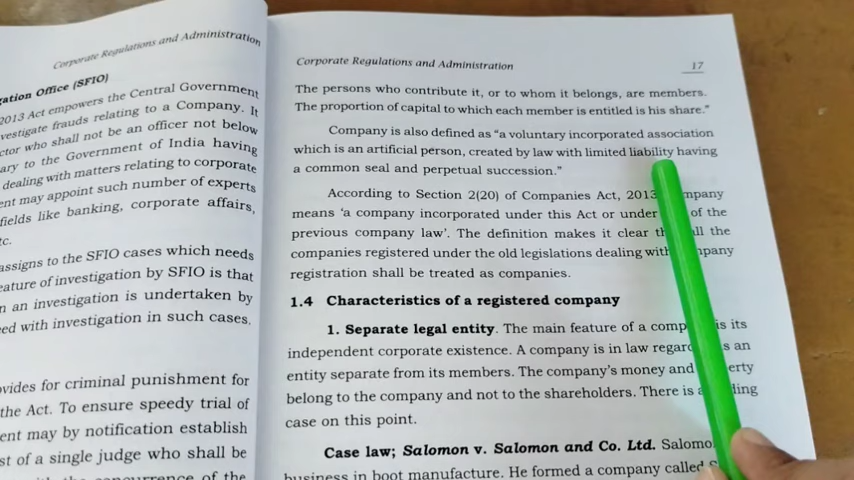 Corporate Regulations and Administration
gation Office (SFIO)
2013 Act empowers the Central Government
vestigate frauds relating to a Company. It
ctor who shall not be an officer not below
ary to the Government of India having
dealing with matters relating to corporate
ent may appoint such number of experts
fields like banking, corporate affairs,
tc.
assigns to the SFIO cases which needs
eature of investigation by SFIO is that
n an investigation is undertaken by
ed with investigation in such cases,
ovides for criminal punishment for
the Act. To ensure speedy trial of
ent may by notification establish
st of a single judge who shall be
with the concurrence of the
Corporate Regulations and Administration 17
The persons who contribute it, or to whom it belongs, are members.
The proportion of capital to which each member is entitled is his share."
Company is also defined as "a voluntary incorporated association
which is an artificial person, created by law with limited liability having
a common seal and perpetual succession."
According to Section 2(20) of Companies Act, 2013 mpany
means 'a company incorporated under this Act or under of the
previous company law'. The definition makes it clear th all the
companies registered under the old legislations dealing with mpany
registration shall be treated as companies.
1.4 Characteristics of a registered company
1. Separate legal entity. The main feature of a comp is its
independent corporate existence. A company is in law regard s an
entity separate from its members. The company's money and erty
belong to the company and not to the shareholders. There is a ding
case on this point.
Case law; Salomon v. Salomon and Co. Ltd. Salomo
business in boot manufacture. He formed a company called S